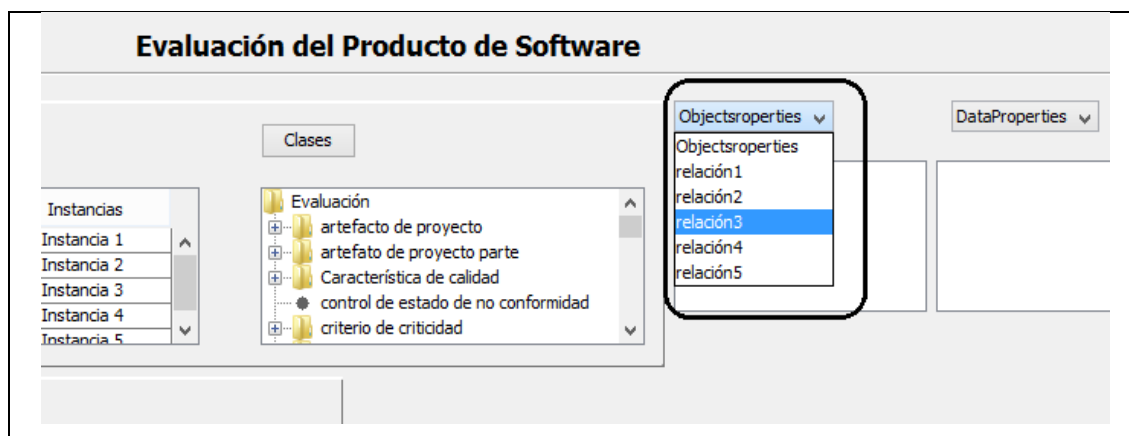 Evaluación del Producto de Software
Clases
Objectsroperties
DataProperties
Objectsroperties
relación1
relación2
relación3
relación4
relación5
Instancias
Instancia 1
Instancia 2
Instancia 3
Instancia 4
Instancia 5
Evaluación
artefacto de proyecto
artefato de proyecto parte
Característica de calidad
control de estado de no conformidad
criterio de criticidad